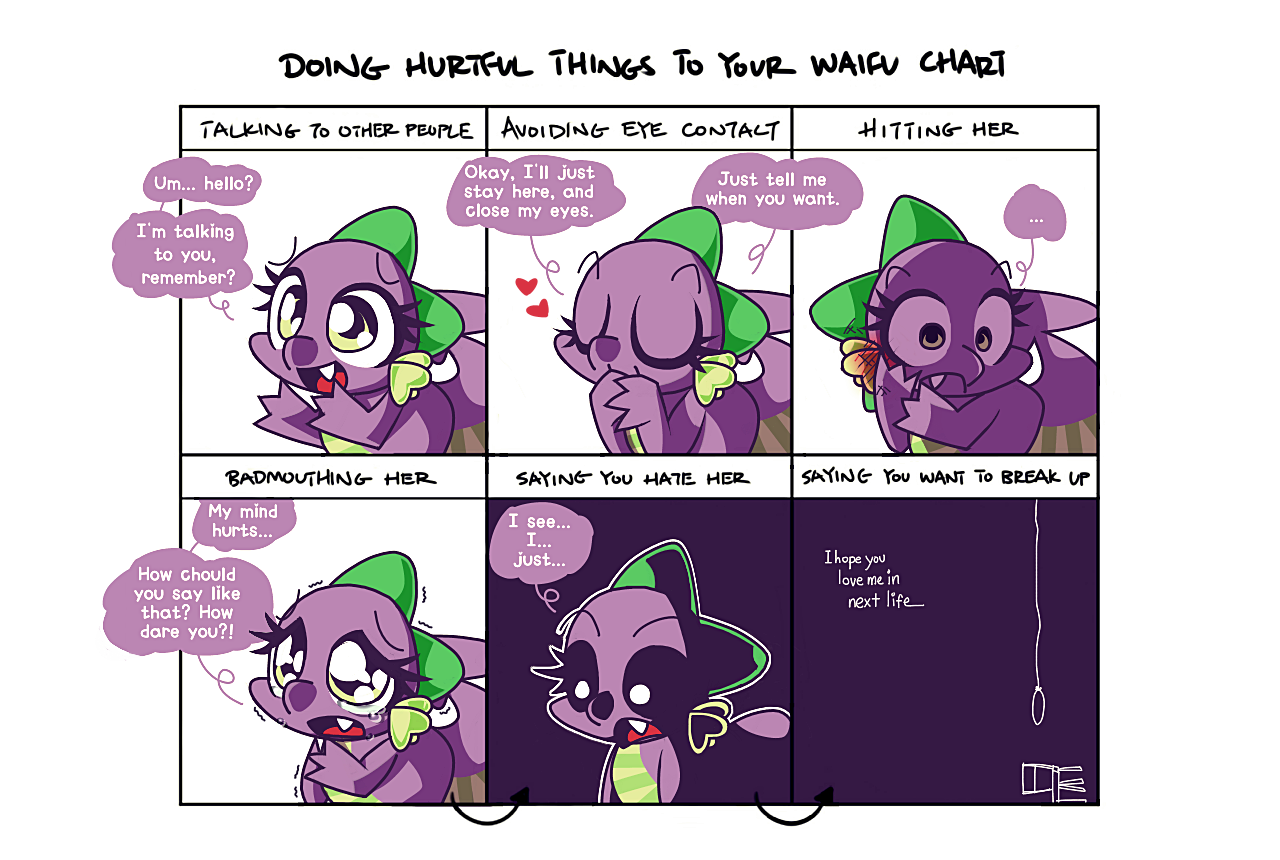 DOING HURTFUL THINGS TO YOUR WAIFU CHART
TALKING TO OTHER PEOPLE
Um... hello?
I'm talking
to you,
remember?
AVOIDING EYE CONTACT
Okay, I'll just
stay here, and
close my eyes.
Just tell me
when you want.
HITTING HER
...
BADMOUTHING HER
My mind
hurts...
How chould
you say like
that? How
dare you?!
SAYING YOU HATE HER
I see...
I...
just...
SAYING YOU WANT TO BREAK UP
I hope you
love me in
next life